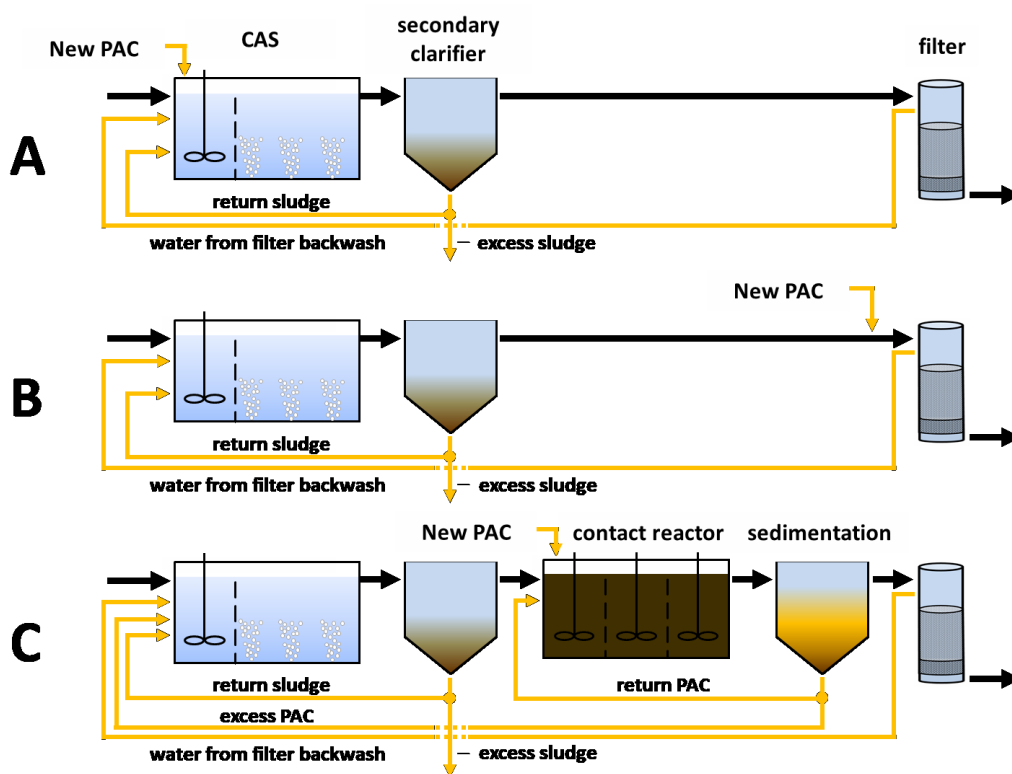 CAS
secondary
clarifier
filter
New PAC
A
return sludge
water from filter backwash
excess sludge
New PAC
B
return sludge
water from filter backwash
excess sludge
New PAC
contact reactor
sedimentation
C
return sludge
return PAC
excess PAC
water from filter backwash
excess sludge